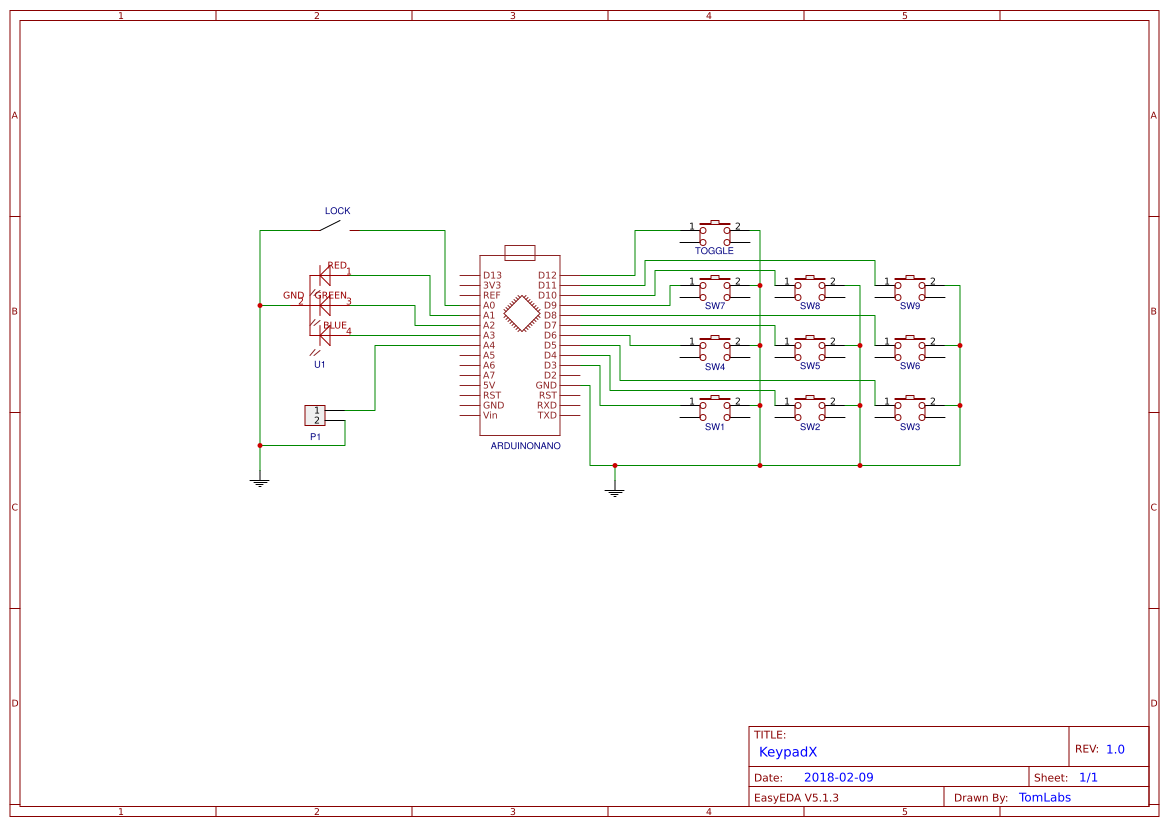 1 2 3 4 5
A A
B B
C C
D D
LOCK
RED 1
GND 2 GREEN 3
BLUE 4
U1
1
2
P1
D13 D12
3V3 D11
REF D10
A0 D9
A1 D8
A2 D7
A3 D6
A4 D5
A5 D4
A6 D3
A7 D2
5V GND
RST RST
GND RXD
Vin TXD
ARDUINONANO
1 2
TOGGLE
1 2 1 2 1 2
SW7 SW8 SW9
1 2 1 2 1 2
SW4 SW5 SW6
1 2 1 2 1 2
SW1 SW2 SW3
TITLE:
KeypadX
REV: 1.0
Date: 2018-02-09
Sheet: 1/1
EasyEDA V5.1.3
Drawn By: TomLabs
1 2 3 4 5